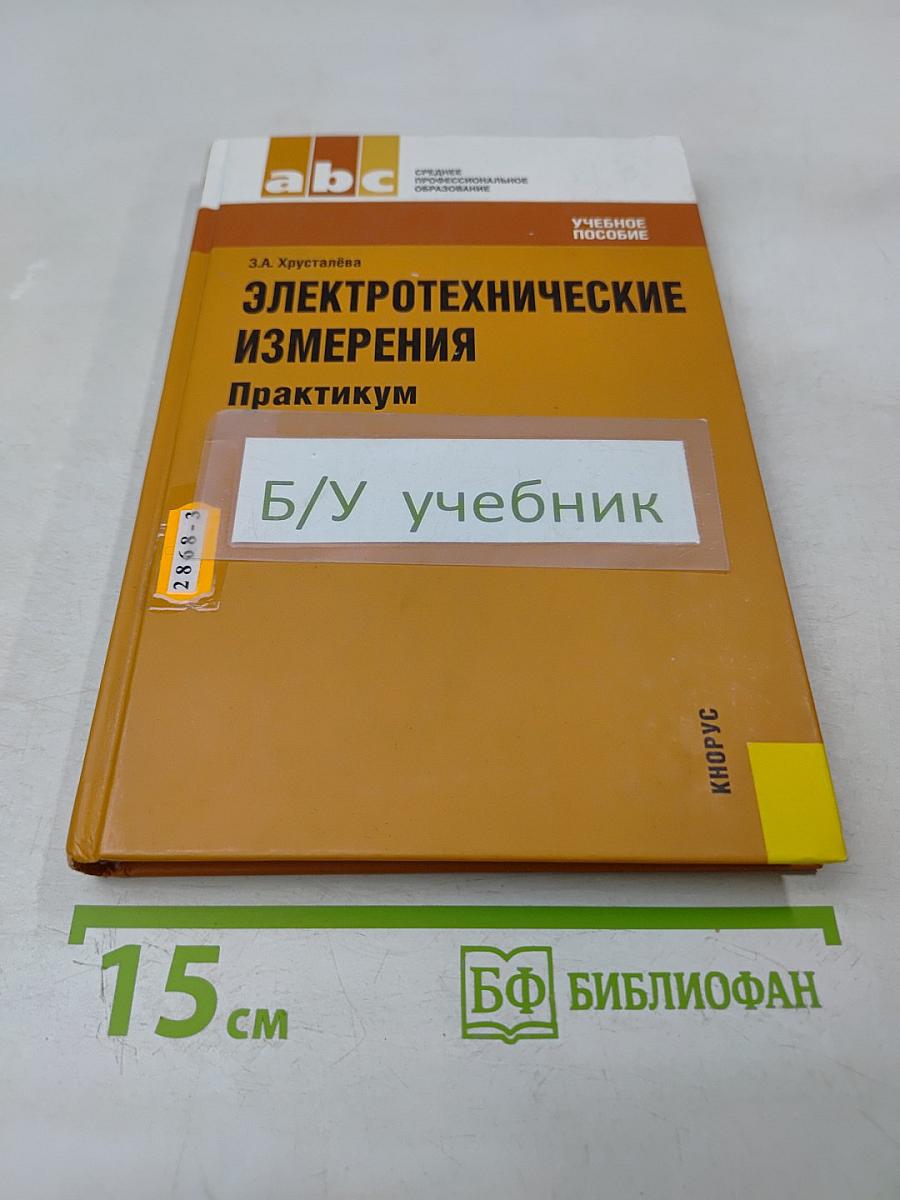 abc
СРЕДНЕЕ
ПРОФЕССИОНАЛЬНОЕ
ОБРАЗОВАНИЕ
УЧЕБНОЕ
ПОСОБИЕ
З.А. Хрусталёва
ЭЛЕКТРОТЕХНИЧЕСКИЕ
ИЗМЕРЕНИЯ
Практикум
Б/У учебник
2868-3
КНОРУС
15 см
БФ БИБЛИОФАН